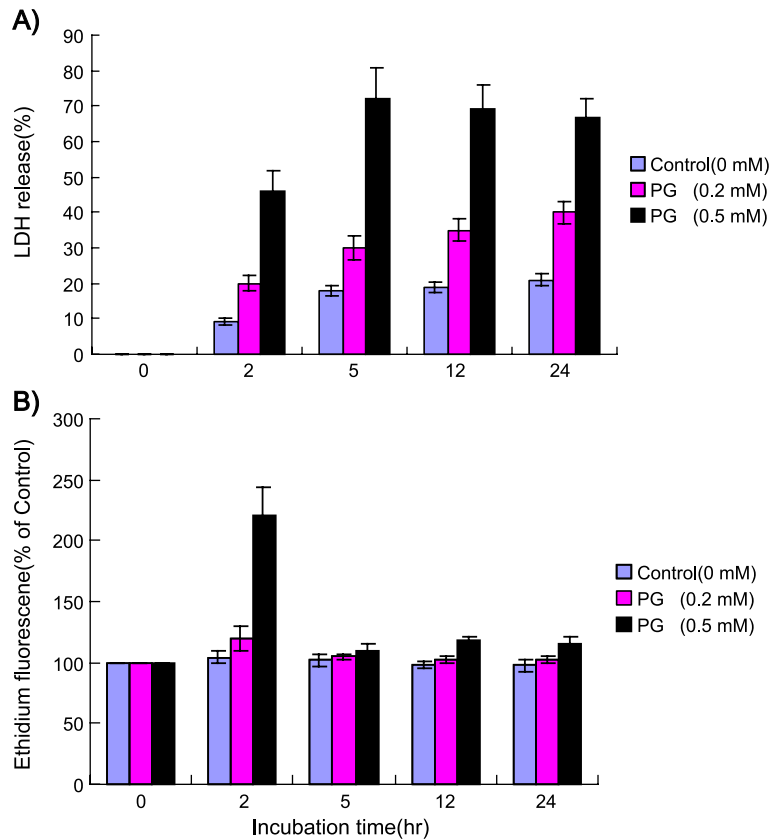 A)
90
80
70
60
50
40
30
20
10
0
LDH release(%)
0 2 5 12 24
Control(0 mM)
PG (0.2 mM)
PG (0.5 mM)
B)
300
250
200
150
100
50
0
Ethidium fluorescene(% of Control)
0 2 5 12 24
Incubation time(hr)
Control(0 mM)
PG (0.2 mM)
PG (0.5 mM)